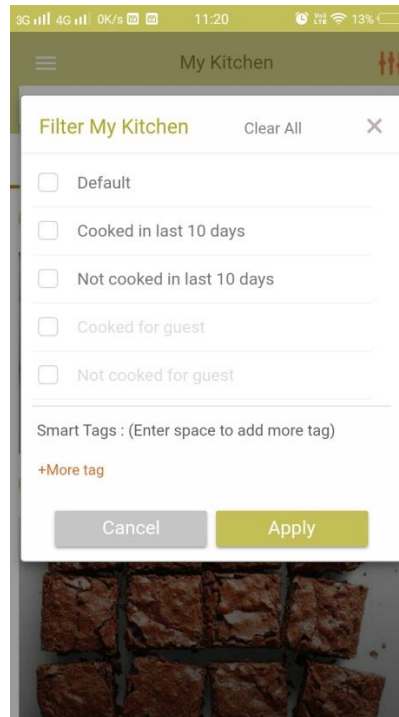 3G 4G 0K/s 11:20 VoLTE 13%
My Kitchen
Filter My Kitchen Clear All
Default
Cooked in last 10 days
Not cooked in last 10 days
Cooked for guest
Not cooked for guest
Smart Tags : (Enter space to add more tag)
+More tag
Cancel Apply